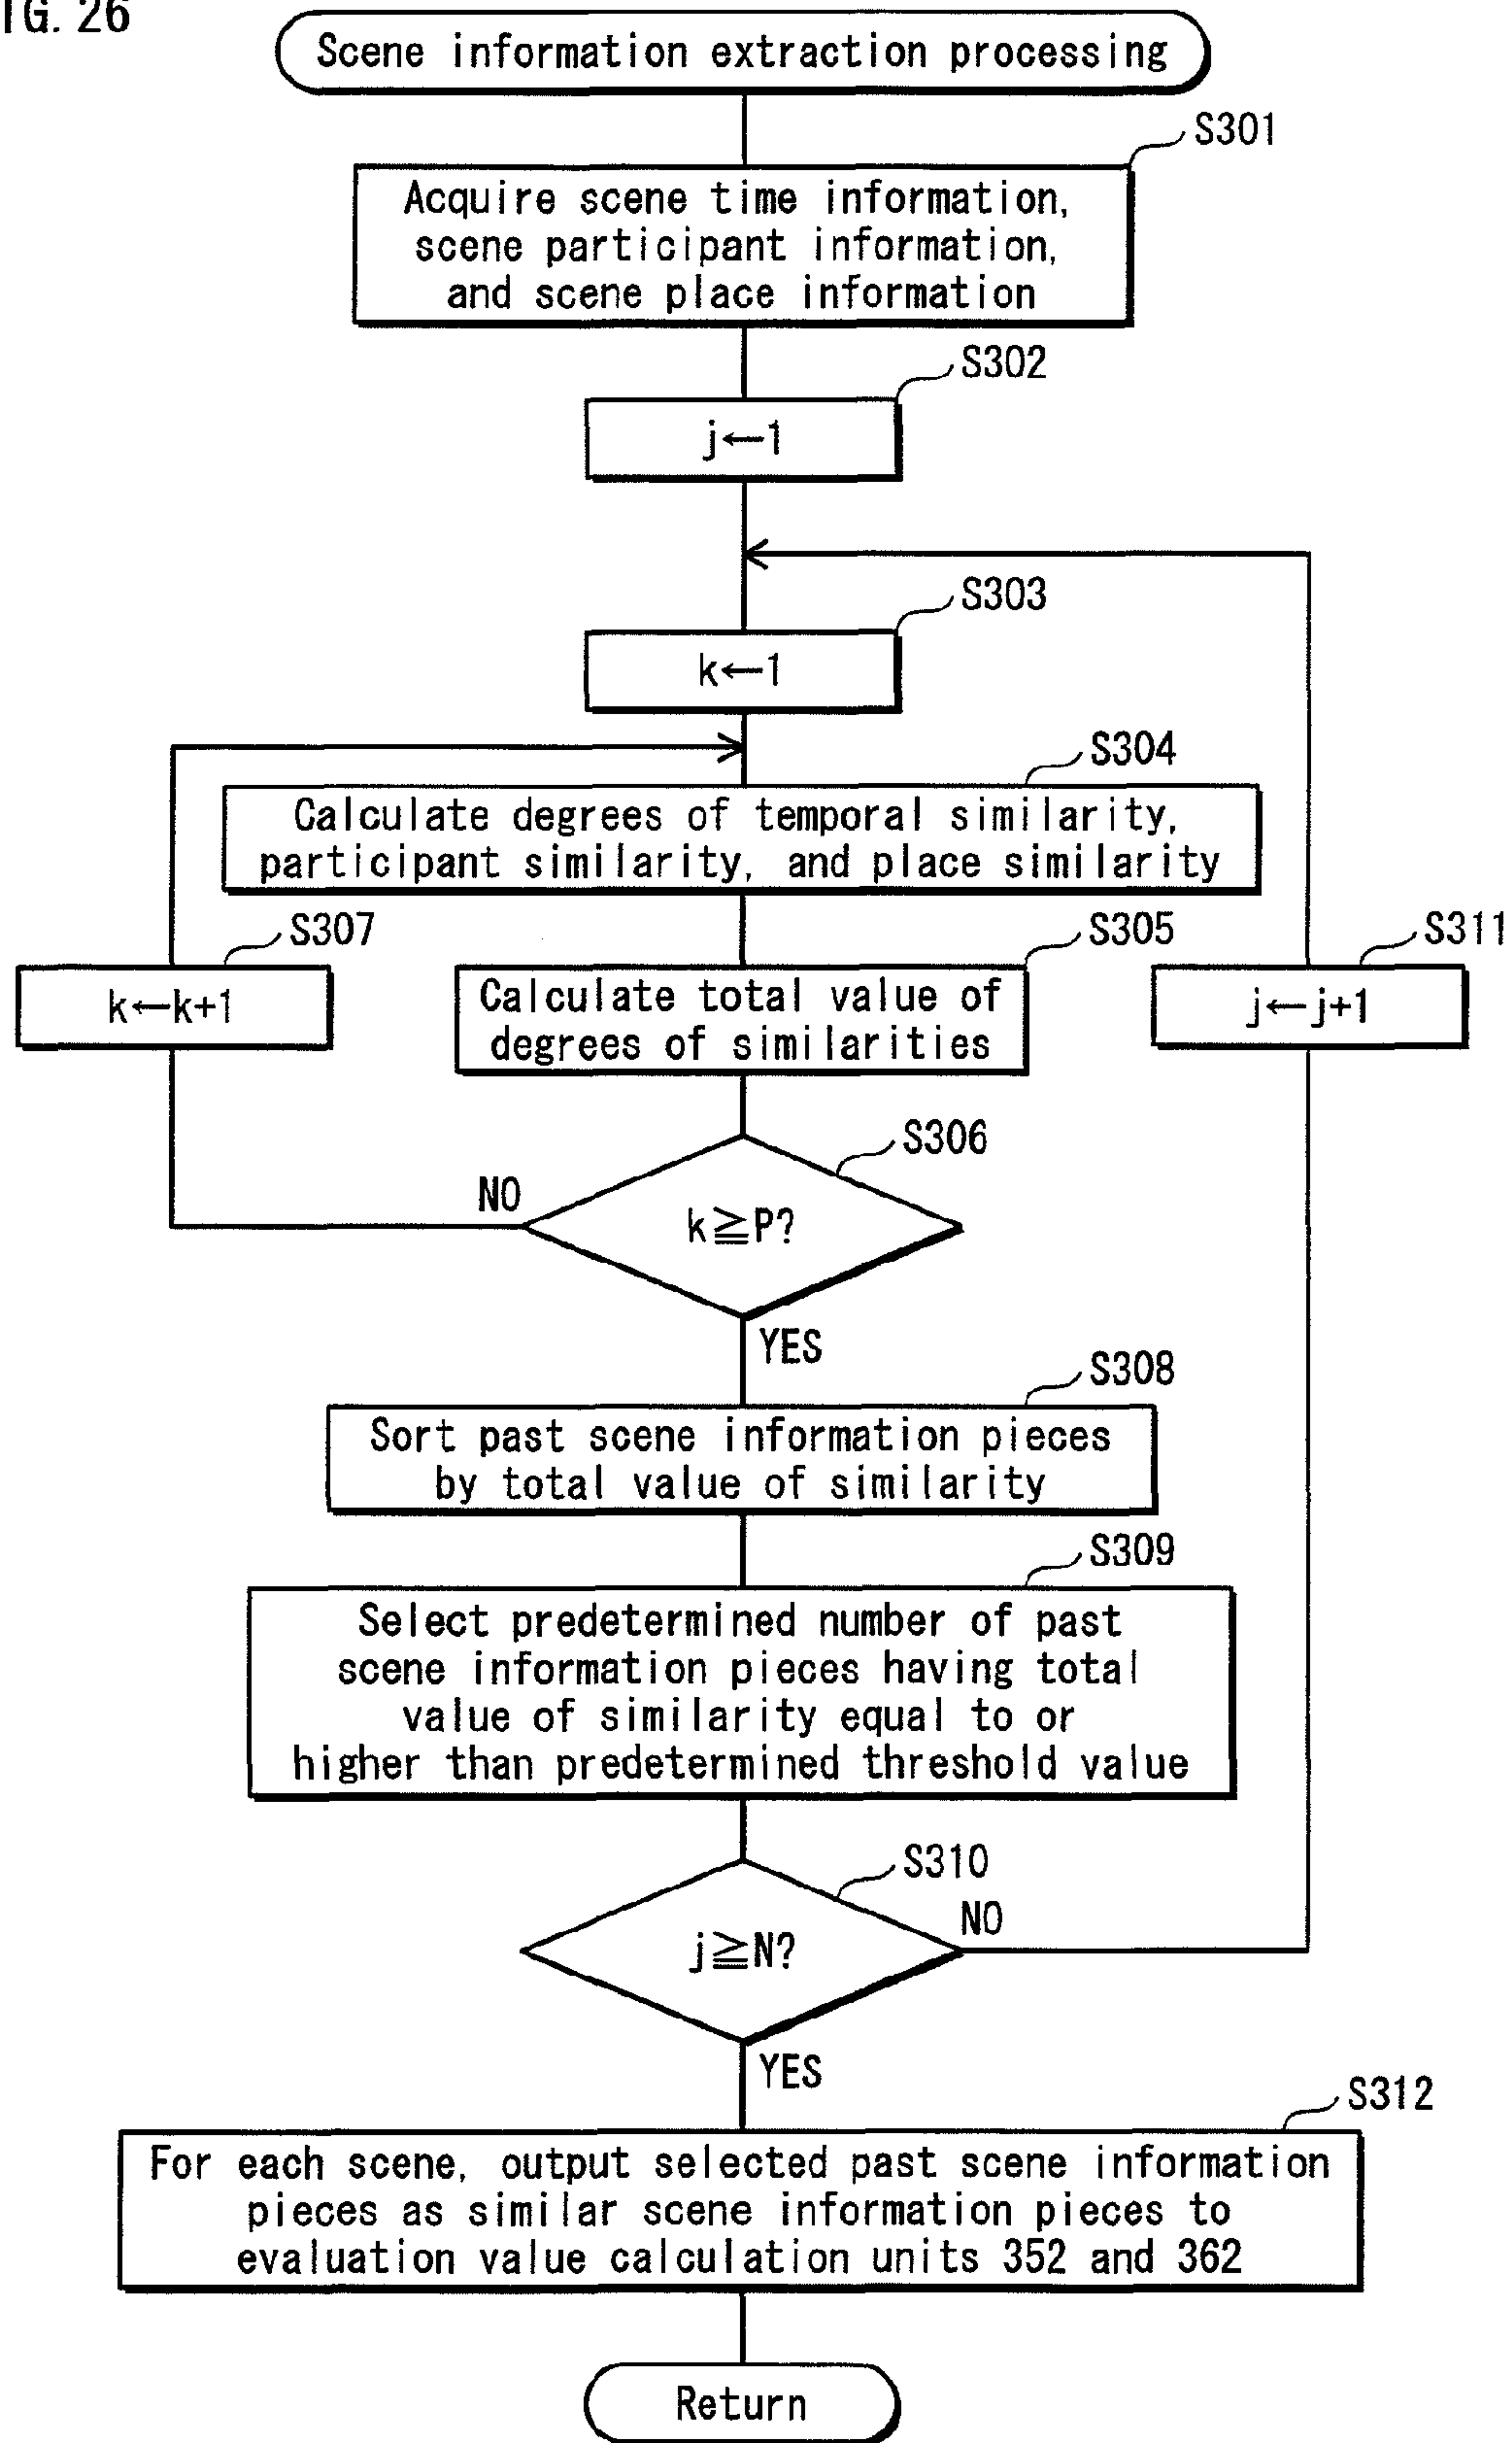 IG. 26
Scene information extraction processing
S301
Acquire scene time information,
scene participant information,
and scene place information
S302
j←1
S303
k←1
S304
Calculate degrees of temporal similarity,
participant similarity, and place similarity
S307
k←k+1
S305
Calculate total value of
degrees of similarities
S311
j←j+1
S306
NO
k≧P?
YES
S308
Sort past scene information pieces
by total value of similarity
S309
Select predetermined number of past
scene information pieces having total
value of similarity equal to or
higher than predetermined threshold value
S310
NO
j≧N?
YES
S312
For each scene, output selected past scene information
pieces as similar scene information pieces to
evaluation value calculation units 352 and 362
Return